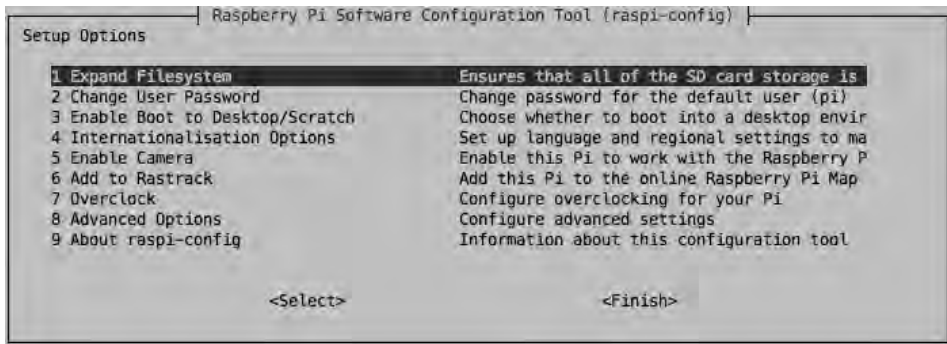 Raspberry Pi Software Configuration Tool (raspi-config)
Setup Options
1 Expand Filesystem Ensures that all of the SD card storage is
2 Change User Password Change password for the default user (pi)
3 Enable Boot to Desktop/Scratch Choose whether to boot into a desktop envir
4 Internationalisation Options Set up language and regional settings to ma
5 Enable Camera Enable this Pi to work with the Raspberry P
6 Add to Rastrack Add this Pi to the online Raspberry Pi Map
7 Overclock Configure overclocking for your Pi
8 Advanced Options Configure advanced settings
9 About raspi-config Information about this configuration tool
<Select> <Finish>